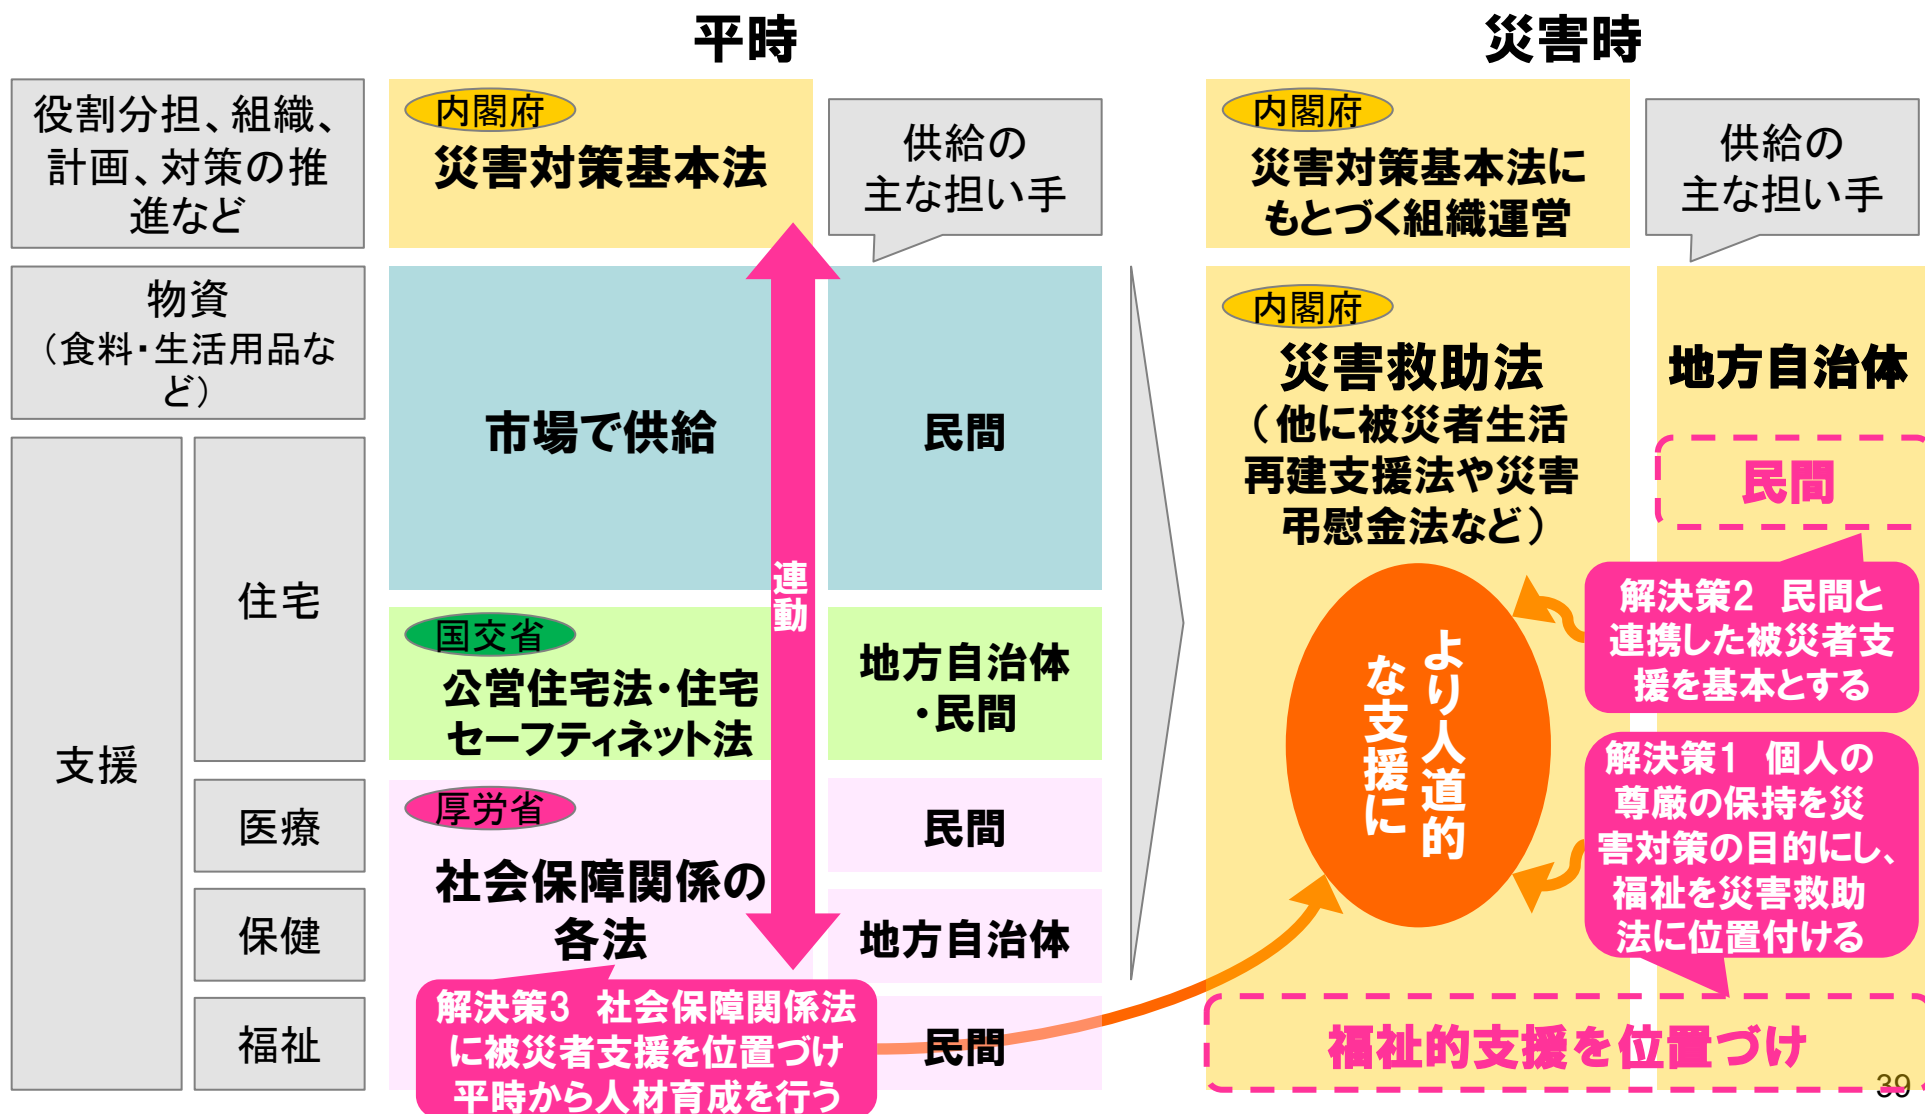 平時
災害時
役割分担、組織、
計画、対策の推
進など
内閣府
災害対策基本法
供給の
主な担い手
内閣府
災害対策基本法に
もとづく組織運営
供給の
主な担い手
物資
（食料・生活用品な
ど）
市場で供給
民間
内閣府
災害救助法
（他に被災者生活
再建支援法や災害
弔慰金法など）
地方自治体
民間
連動
支援
住宅
国交省
公営住宅法・住宅
セーフティネット法
地方自治体
・民間
より人道的
な支援に
解決策2　民間と
連携した被災者支
援を基本とする
解決策1　個人の
尊厳の保持を災
害対策の目的にし、
福祉を災害救助
法に位置付ける
医療
厚労省
社会保障関係の
各法
民間
保健
地方自治体
福祉
解決策3　社会保障関係法
に被災者支援を位置づけ
平時から人材育成を行う
民間
福祉的支援を位置づけ
39